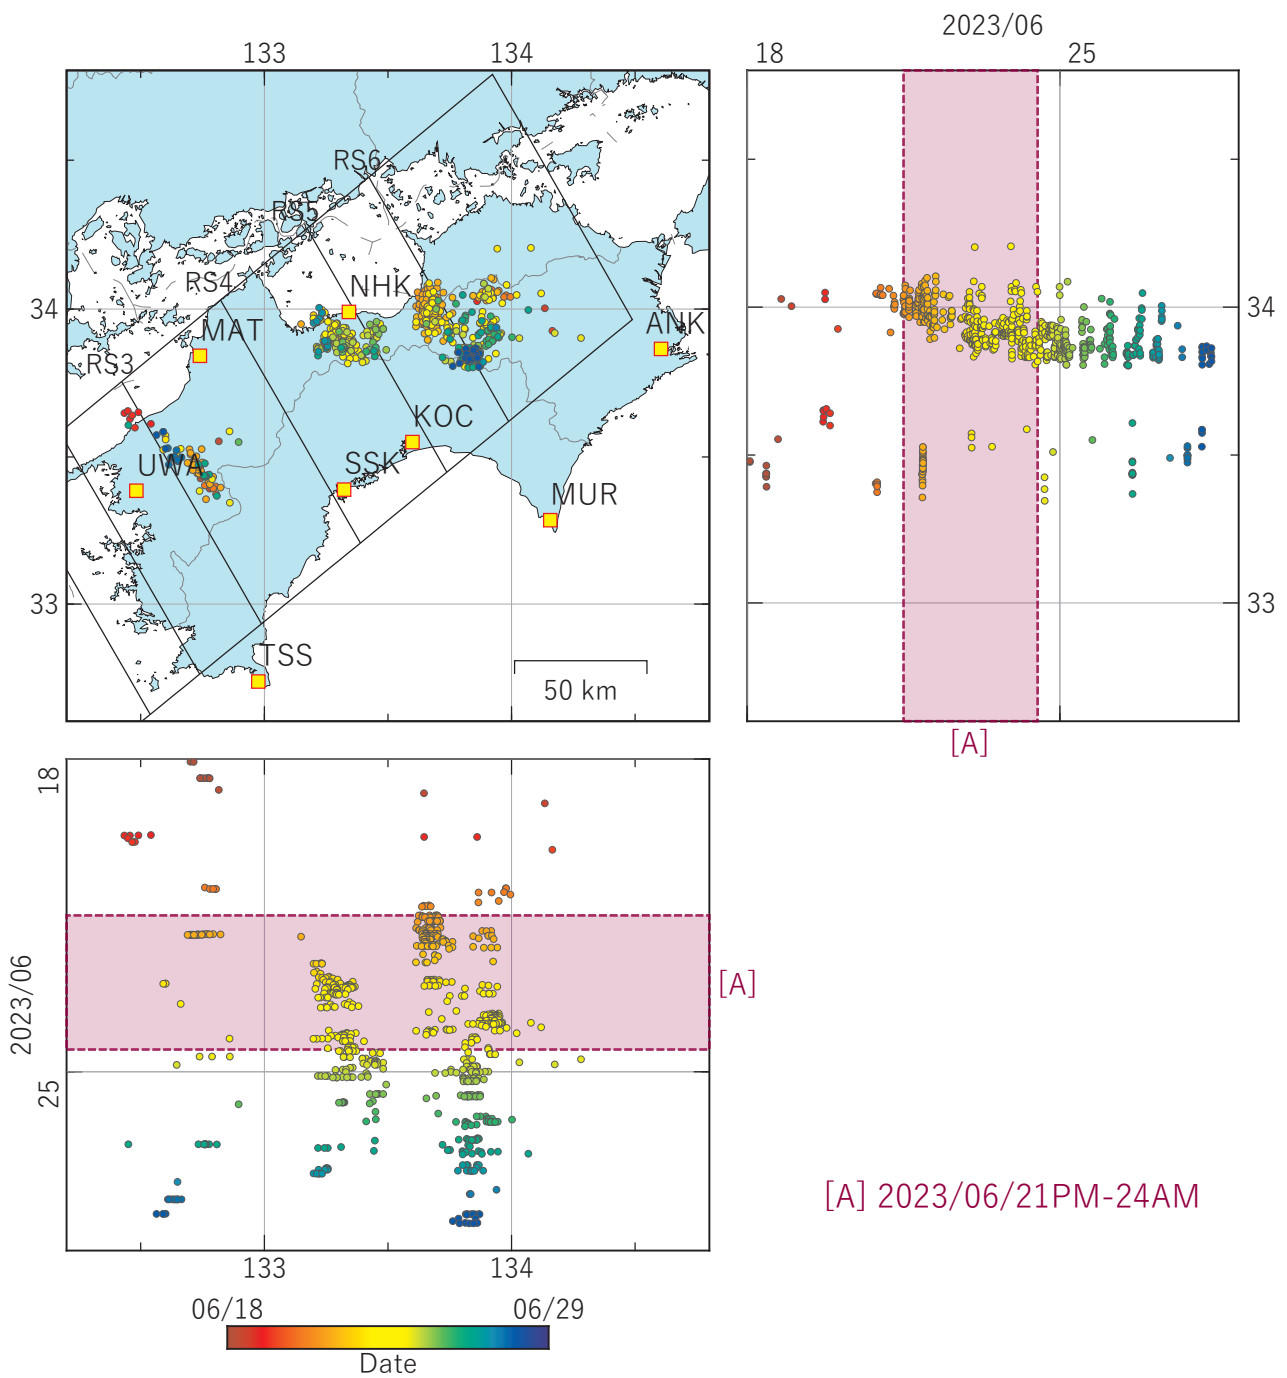 2023/06
133
134
18
25
RS6
RS5
RS4
NHK
34
34
MAT
ANK
RS3
KOC
UWA
SSK
MUR
33
33
TSS
50 km
[A]
18
2023/06
[A]
25
[A] 2023/06/21PM-24AM
133
134
06/18
06/29
Date